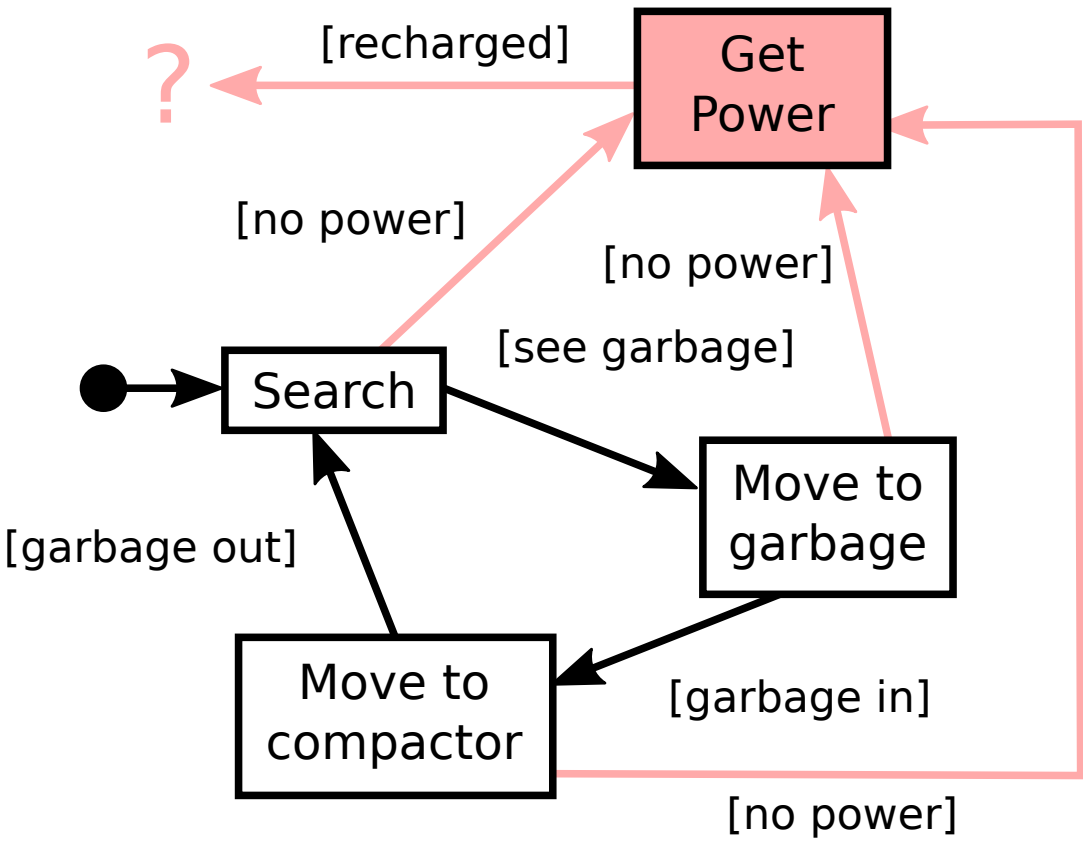 [recharged]
?
Get
Power
[no power]
[no power]
[see garbage]
Search
Move to
garbage
[garbage out]
Move to
compactor
[garbage in]
[no power]